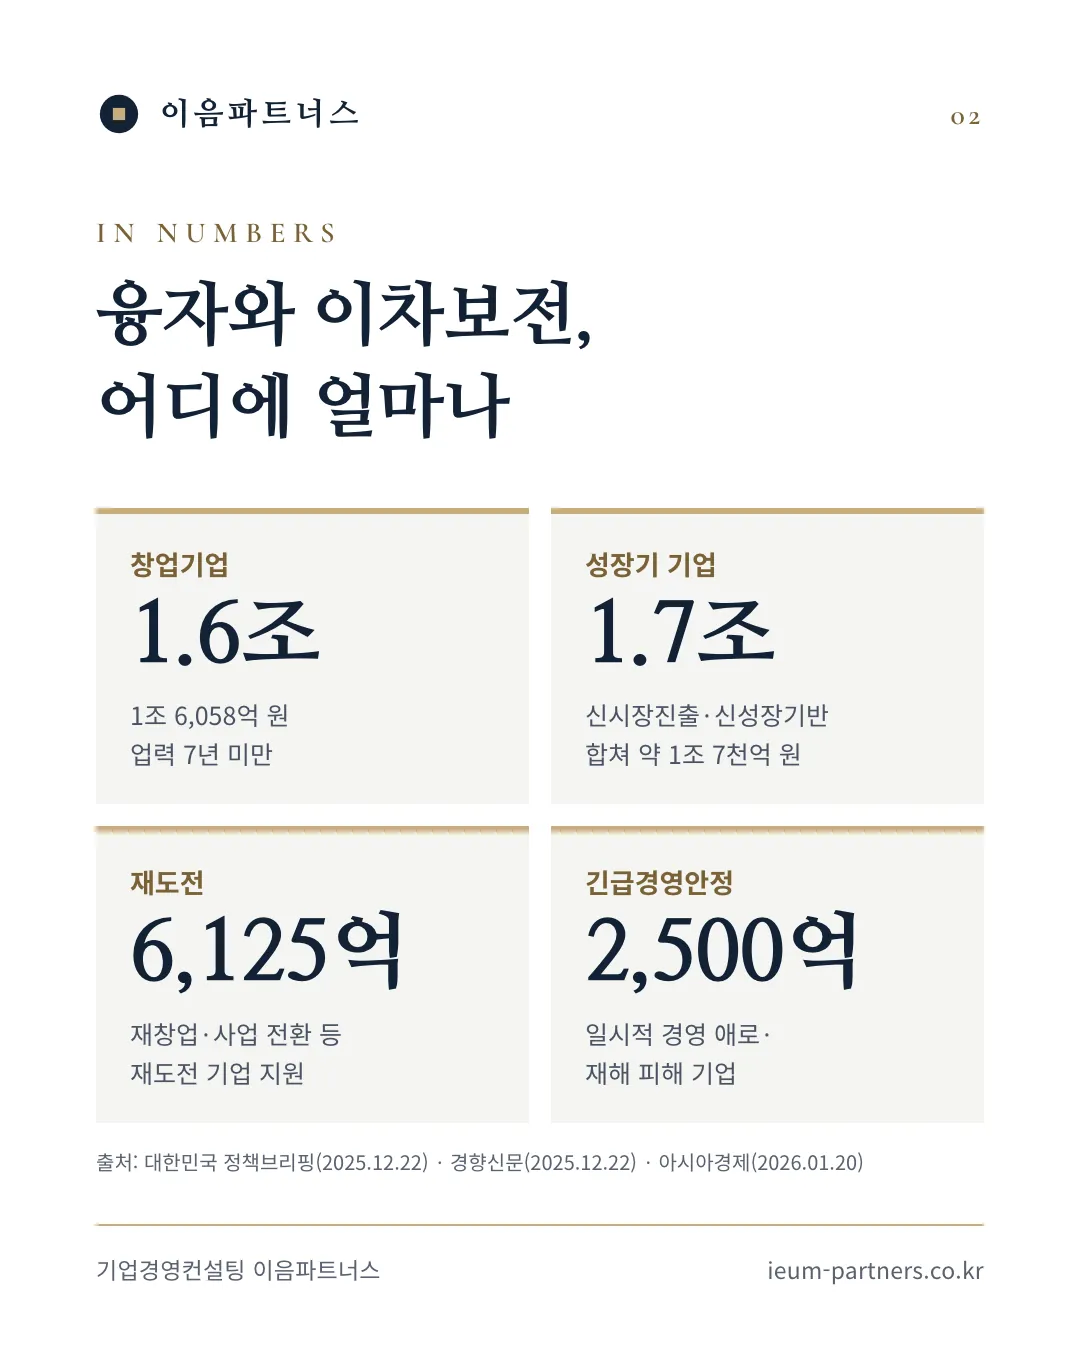 이음파트너스
02
IN NUMBERS
융자와 이차보전,
어디에 얼마나
창업기업
1.6조
1조 6,058억 원
업력 7년 미만
성장기 기업
1.7조
신시장진출·신성장기반
합쳐 약 1조 7천억 원
재도전
6,125억
재창업·사업 전환 등
재도전 기업 지원
긴급경영안정
2,500억
일시적 경영 애로·
재해 피해 기업
출처: 대한민국 정책브리핑(2025.12.22) · 경향신문(2025.12.22) · 아시아경제(2026.01.20)
기업경영컨설팅 이음파트너스
ieum-partners.co.kr